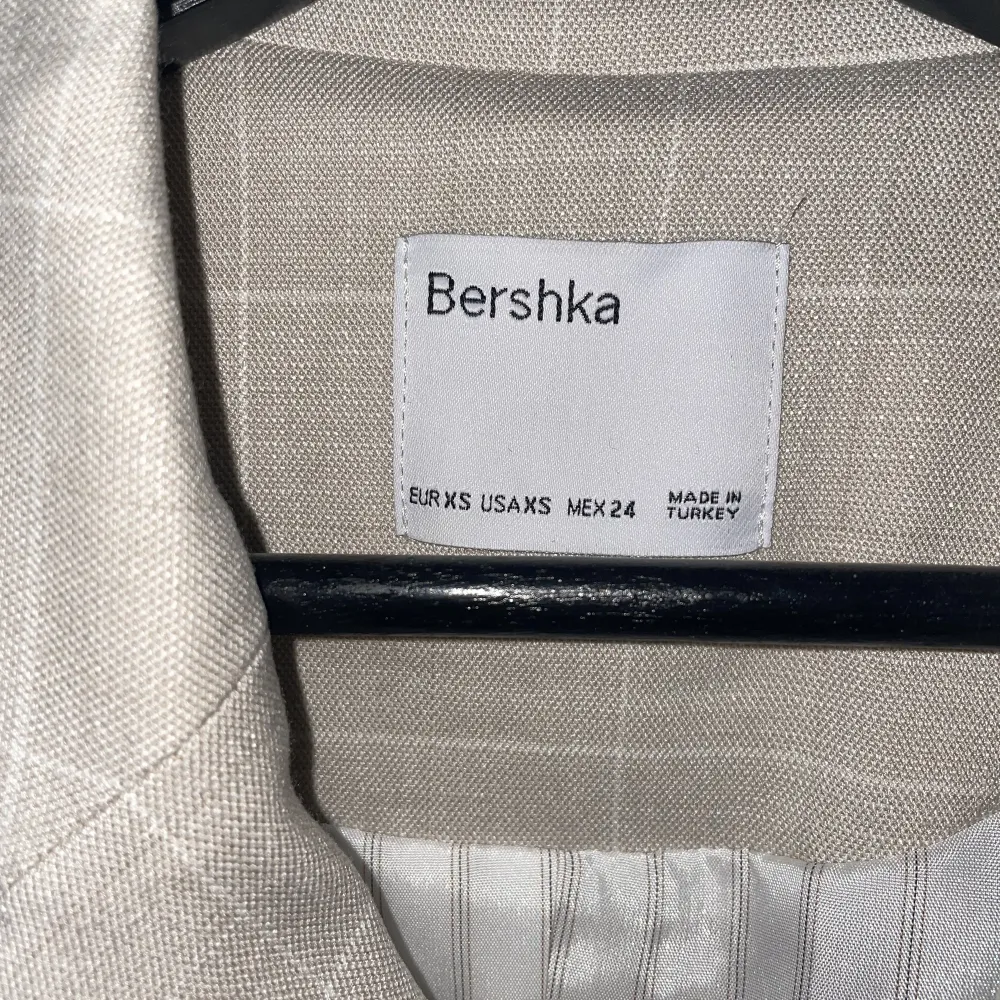 Bershka
EUR XS USA XS MEX 24
MADE IN
TURKEY